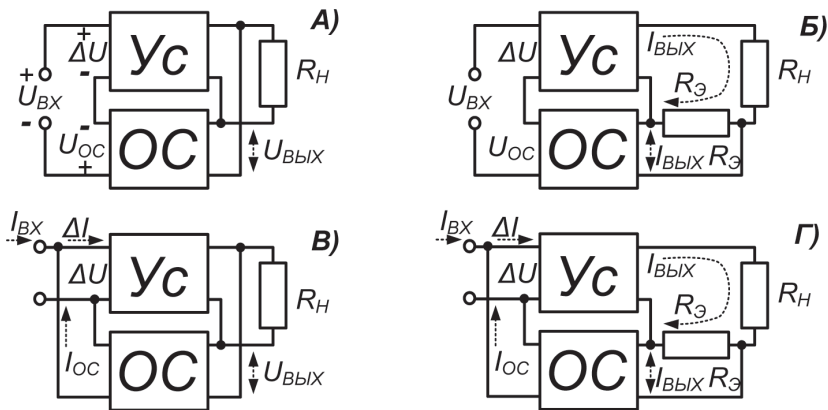 А)
+
ΔU
-
Ус
RН
+
UВХ
-
-
UОС
+
ОС
UВЫХ
Б)
ΔU
Ус
IВЫХ
RН
UВХ
RЭ
UОС
ОС
IВЫХ RЭ
В)
IВХ
ΔI
ΔU
Ус
RН
IОС
ОС
UВЫХ
Г)
IВХ
ΔI
ΔU
Ус
IВЫХ
RН
RЭ
IОС
ОС
IВЫХ RЭ